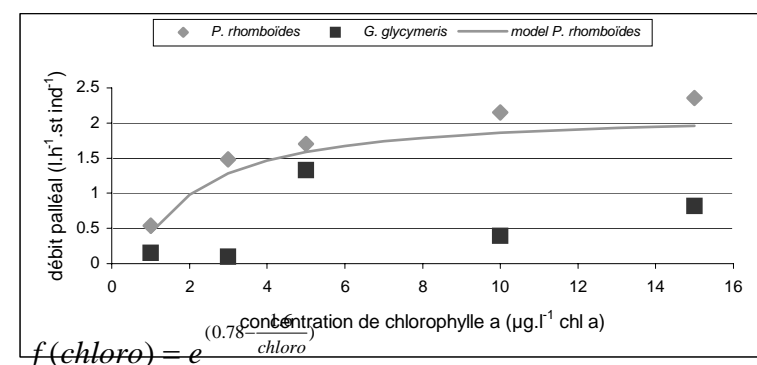 P. rhomboïdes G. glycymeris model P. rhomboïdes
débit palléal (l.h⁻¹.st ind⁻¹)
2.5
2
1.5
1
0.5
0
0 2 4 6 8 10 12 14 16
concentration de chlorophylle a (µg.l⁻¹ chl a)
f(chloro) = e^(0.78−1.6/chloro)